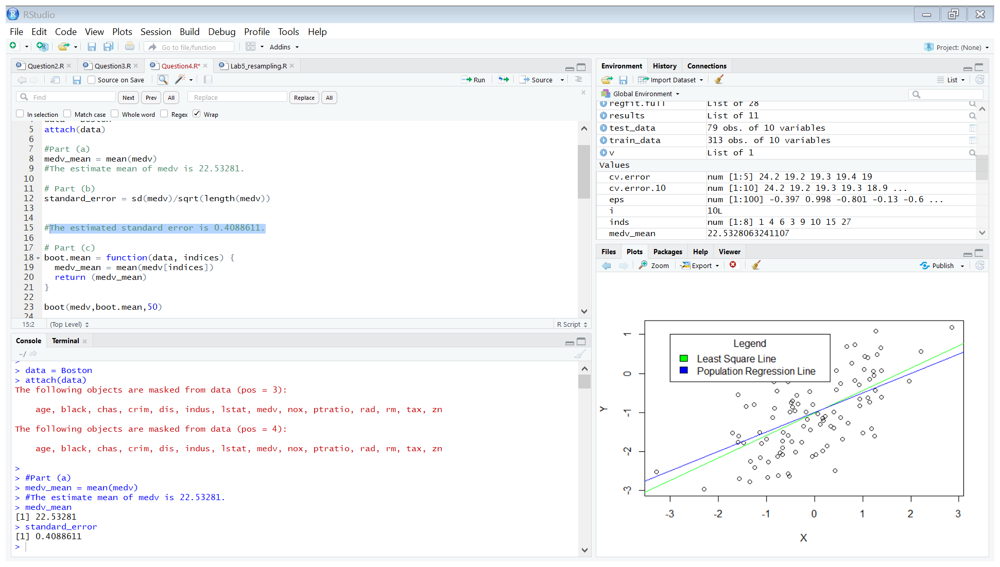 RStudio
File Edit Code View Plots Session Build Debug Profile Tools Help
Go to file/function Addins Project: (None)
Question2.R Question3.R Question4.R* Lab5_resampling.R
Source on Save Run Source
Find Next Prev All Replace Replace All
In selection Match case Whole word Regex Wrap
4 data = Boston
5 attach(data)
6
7 #Part (a)
8 medv_mean = mean(medv)
9 #The estimate mean of medv is 22.53281.
10
11 # Part (b)
12 standard_error = sd(medv)/sqrt(length(medv))
13
14
15 #The estimated standard error is 0.4088611.
16
17 # Part (c)
18 boot.mean = function(data, indices) {
19 medv_mean = mean(medv[indices])
20 return (medv_mean)
21 }
22
23 boot(medv,boot.mean,50)
24
15:2 (Top Level) R Script
Console Terminal
~/
>
> data = Boston
> attach(data)
The following objects are masked from data (pos = 3):
age, black, chas, crim, dis, indus, lstat, medv, nox, ptratio, rad, rm, tax, zn
The following objects are masked from data (pos = 4):
age, black, chas, crim, dis, indus, lstat, medv, nox, ptratio, rad, rm, tax, zn
>
> #Part (a)
> medv_mean = mean(medv)
> #The estimate mean of medv is 22.53281.
> medv_mean
[1] 22.53281
> standard_error
[1] 0.4088611
>
Environment History Connections
Import Dataset List
Global Environment
regfit.full List of 28
results List of 11
test_data 79 obs. of 10 variables
train_data 313 obs. of 10 variables
v List of 1
Values
cv.error num [1:5] 24.2 19.2 19.3 19.4 19
cv.error.10 num [1:10] 24.2 19.2 19.3 19.3 18.9 ...
eps num [1:100] -0.397 0.998 -0.801 -0.13 -0.6 ...
i 10L
inds num [1:8] 1 4 6 3 9 10 15 27
medv_mean 22.5328063241107
Files Plots Packages Help Viewer
Zoom Export Publish
Legend
Least Square Line
Population Regression Line
1
0
-1
-2
-3
Y
-3 -2 -1 0 1 2 3
X